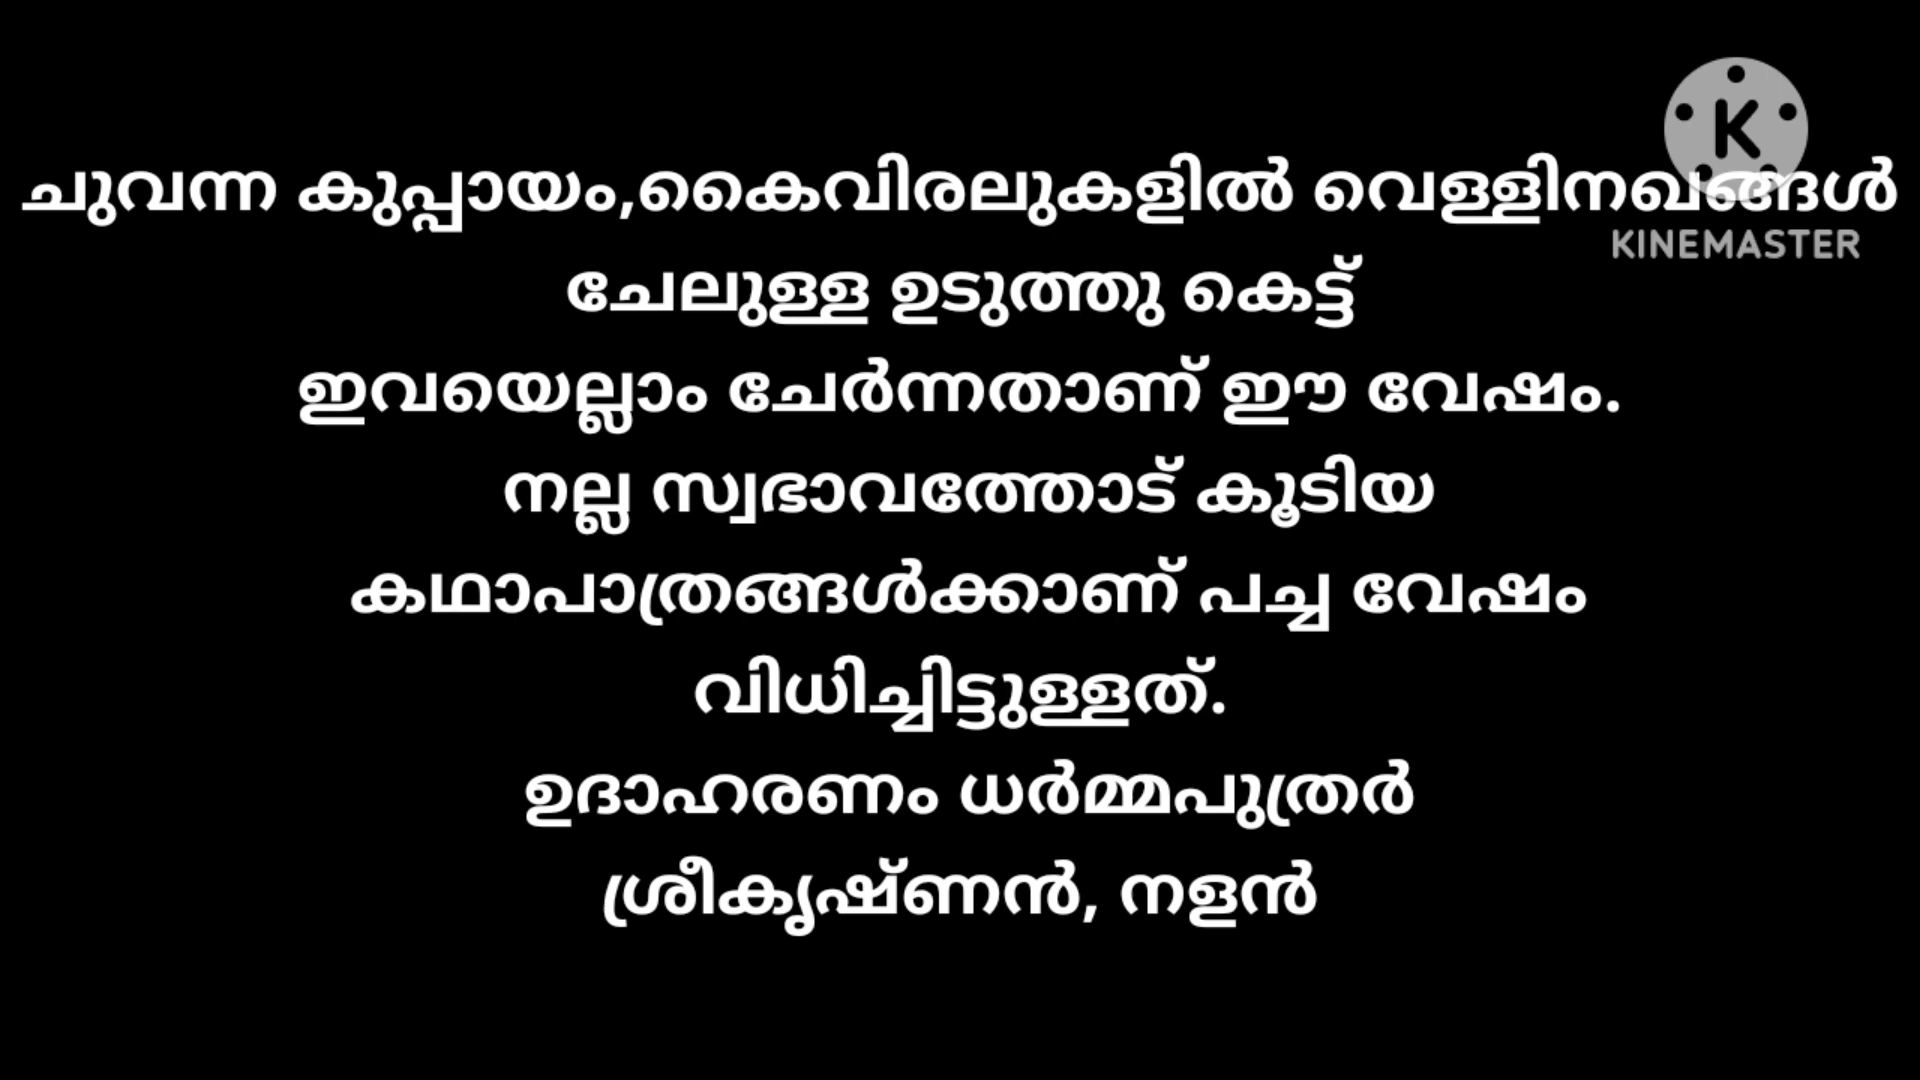 ചുവന്ന കുപ്പായം,കൈവിരലുകളിൽ വെള്ളിനഖങ്ങൾ
KINEMASTER
ചേലുള്ള ഉടുത്തു കെട്ട്
ഇവയെല്ലാം ചേർന്നതാണ് ഈ വേഷം.
നല്ല സ്വഭാവത്തോട് കൂടിയ
കഥാപാത്രങ്ങൾക്കാണ് പച്ച വേഷം
വിധിച്ചിട്ടുള്ളത്.
ഉദാഹരണം ധർമ്മപുത്രർ
ശ്രീകൃഷ്ണൻ, നളൻ